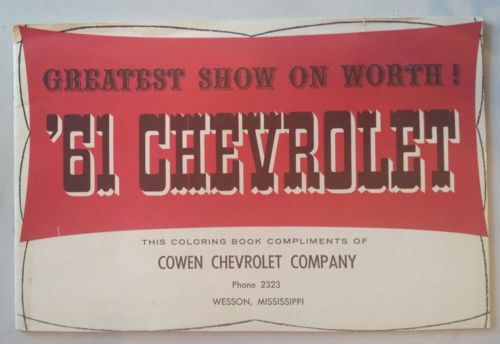 GREATEST SHOW ON WORTH!
'61 CHEVROLET
THIS COLORING BOOK COMPLIMENTS OF
COWEN CHEVROLET COMPANY
Phone 2323
WESSON, MISSISSIPPI